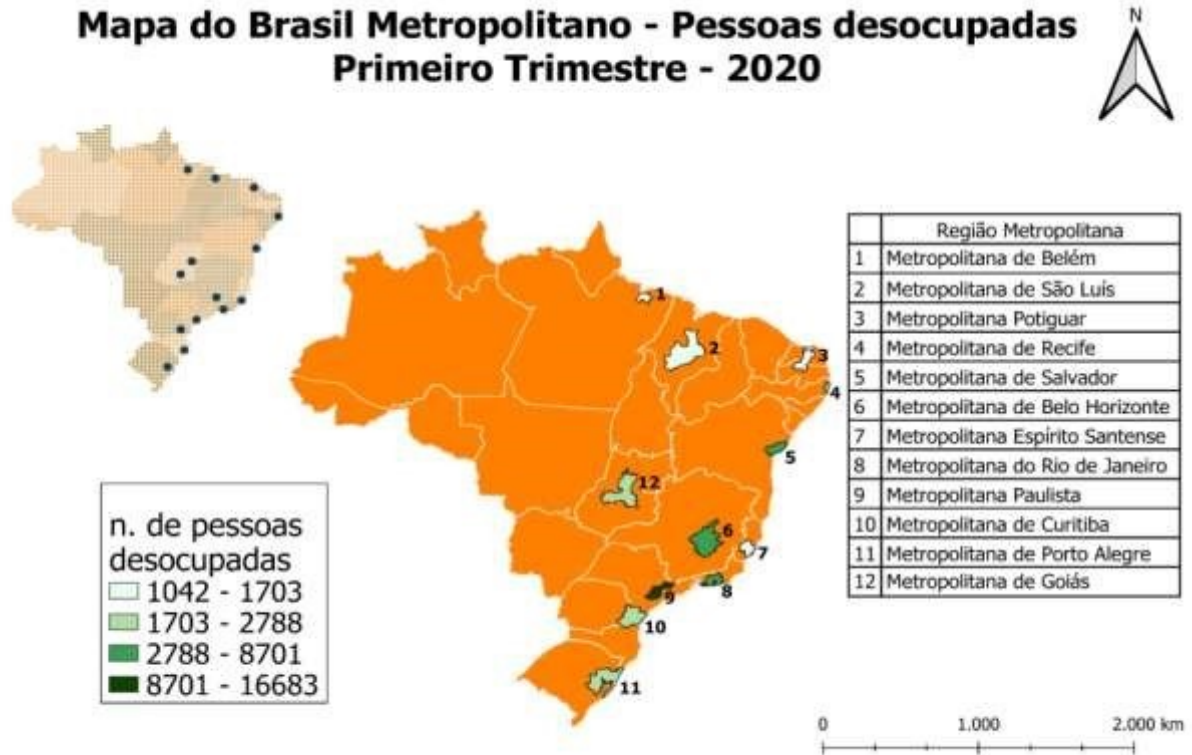 Mapa do Brasil Metropolitano - Pessoas desocupadas
Primeiro Trimestre - 2020
N
Região Metropolitana
1 Metropolitana de Belém
2 Metropolitana de São Luís
3 Metropolitana Potiguar
4 Metropolitana de Recife
5 Metropolitana de Salvador
6 Metropolitana de Belo Horizonte
7 Metropolitana Espírito Santense
8 Metropolitana do Rio de Janeiro
9 Metropolitana Paulista
10 Metropolitana de Curitiba
11 Metropolitana de Porto Alegre
12 Metropolitana de Goiás
1
2
3
4
5
12
6
7
8
9
10
11
n. de pessoas
desocupadas
1042 - 1703
1703 - 2788
2788 - 8701
8701 - 16683
0 1.000 2.000 km